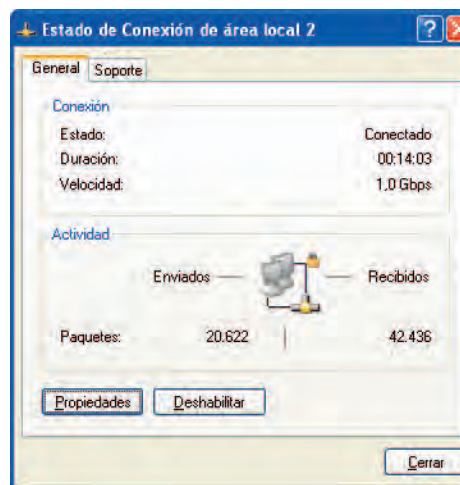 Estado de Conexión de área local 2
General Soporte
Conexión
Estado: Conectado
Duración: 00:14:03
Velocidad: 1,0 Gbps
Actividad
Enviados Recibidos
Paquetes: 20.622 42.436
Propiedades Deshabilitar
Cerrar